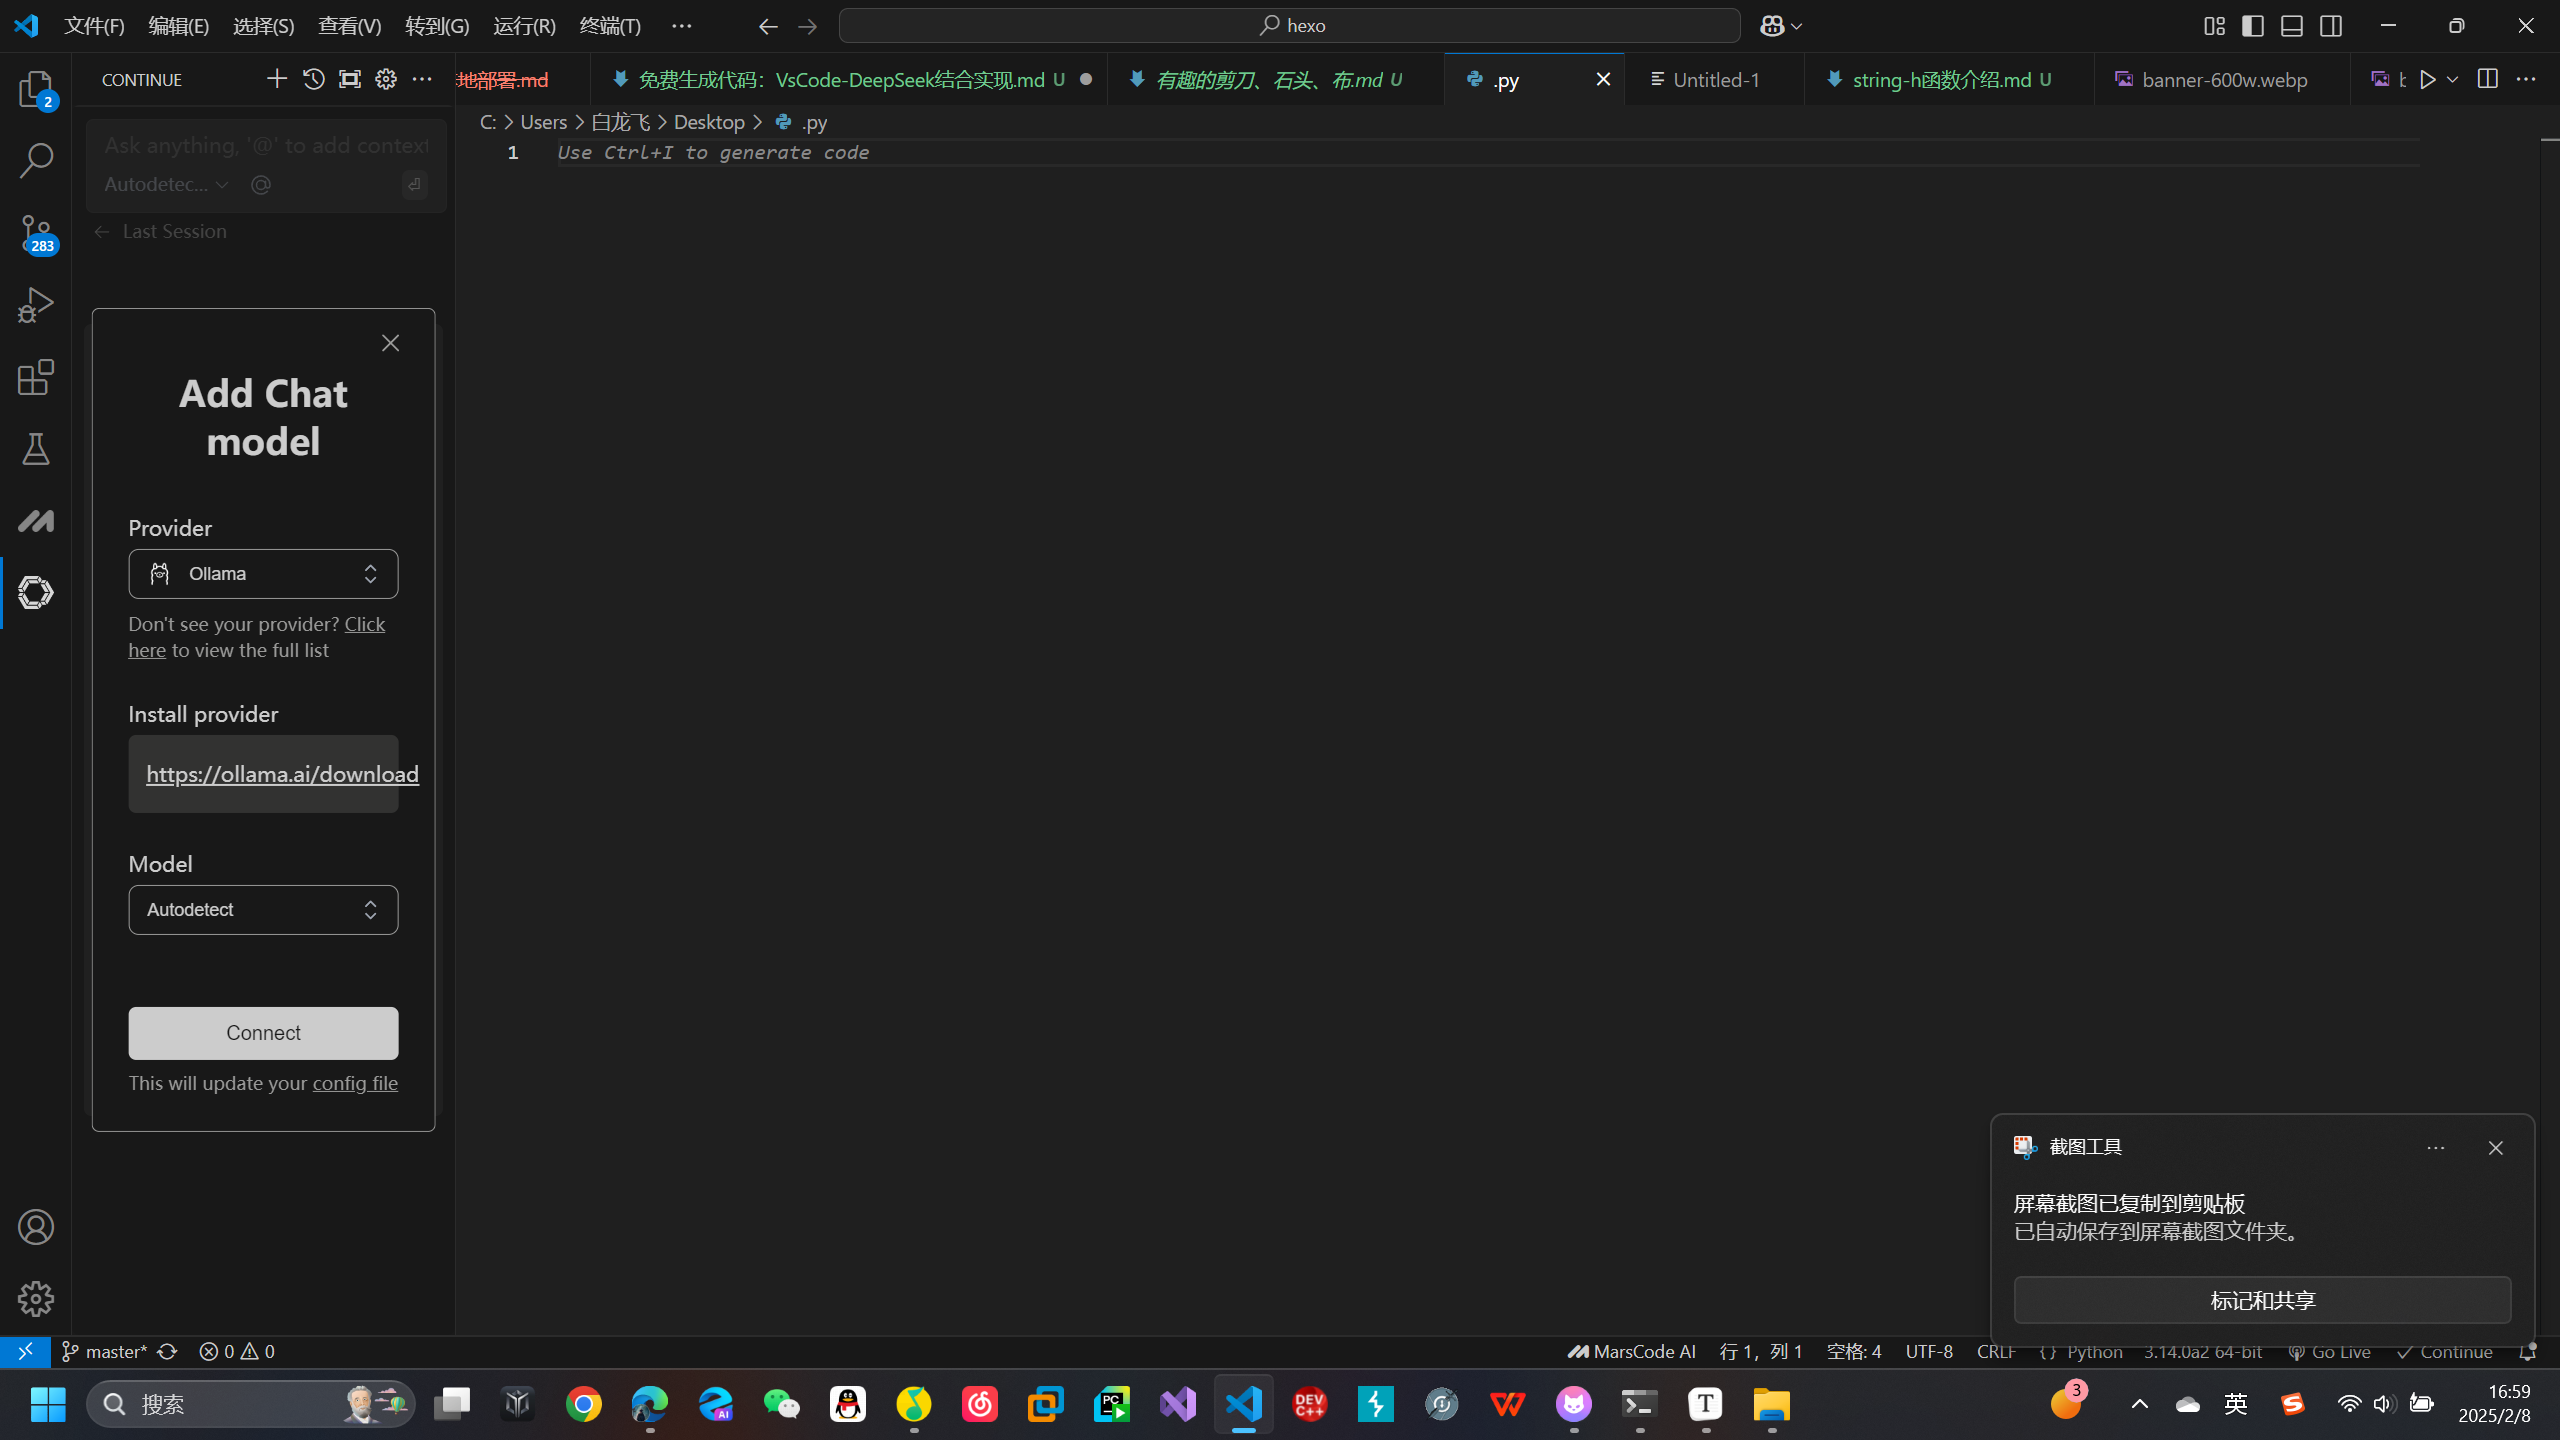 文件(F) 编辑(E) 选择(S) 查看(V) 转到(G) 运行(R) 终端(T) ··· hexo
CONTINUE
地部署.md 免费生成代码：VsCode-DeepSeek结合实现.md U 有趣的剪刀、石头、布.md U .py Untitled-1 string-h函数介绍.md U banner-600w.webp
C: > Users > 白龙飞 > Desktop > .py
1 Use Ctrl+I to generate code
2
Ask anything, '@' to add context
Autodetec... @
Last Session
283
Add Chat
model
Provider
Ollama
Don't see your provider? Click
here to view the full list
Install provider
https://ollama.ai/download
Model
Autodetect
Connect
This will update your config file
截图工具
屏幕截图已复制到剪贴板
已自动保存到屏幕截图文件夹。
标记和共享
master* 0 0 MarsCode AI 行 1，列 1 空格: 4 UTF-8 CRLF {} Python 3.14.0a2 64-bit Go Live Continue
搜索 AI PC DEV C++ T 3 英 S 16:59
2025/2/8